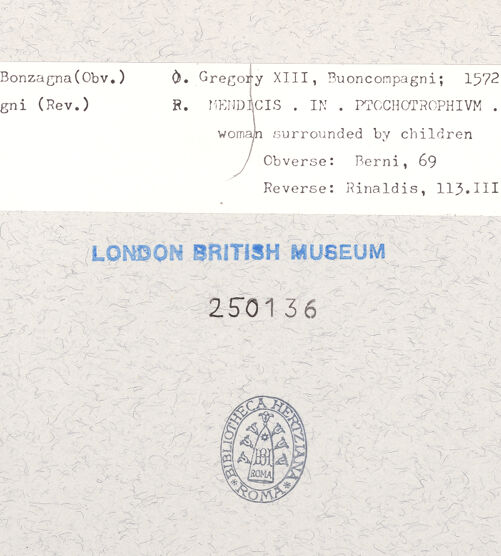 Bonzagna(Obv.) O. Gregory XIII, Buoncompagni; 1572
gni (Rev.) R. MENDICIS . IN . PTOCHOTROPHIVM .
woman surrounded by children
Obverse: Berni, 69
Reverse: Rinaldis, 113.III
LONDON BRITISH MUSEUM
250136
BIBLIOTHECA HERTZIANA
ROMA
ROMA